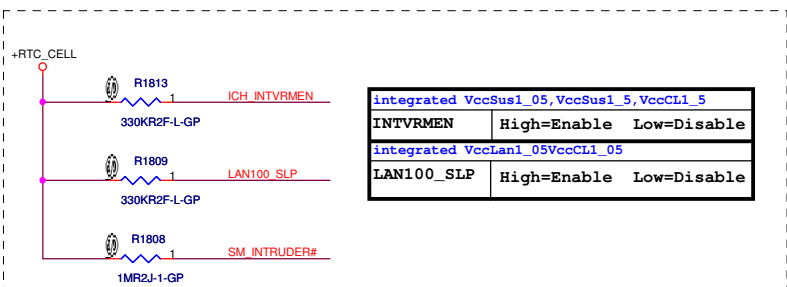 +RTC_CELL
R1813
1
ICH_INTVRMEN
330KR2F-L-GP
R1809
1
LAN100_SLP
330KR2F-L-GP
R1808
1
SM_INTRUDER#
1MR2J-1-GP
integrated VccSus1_05,VccSus1_5,VccCL1_5
INTVRMEN High=Enable Low=Disable
integrated VccLan1_05VccCL1_05
LAN100_SLP High=Enable Low=Disable